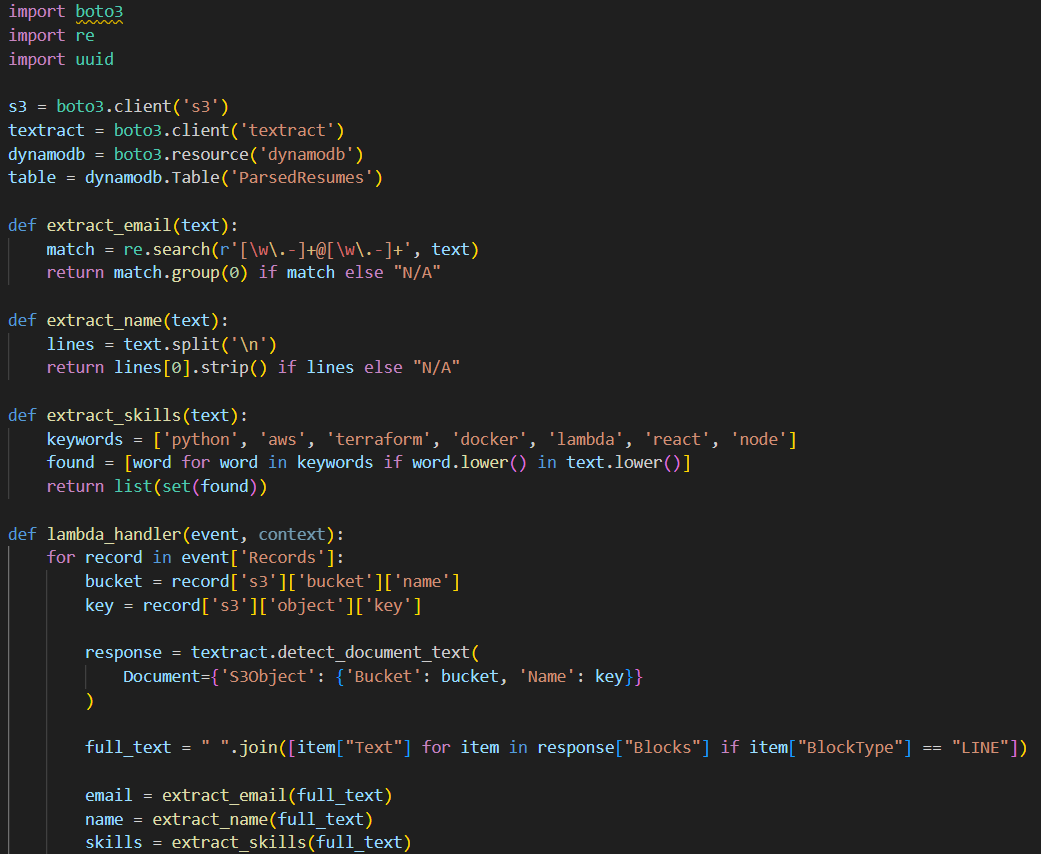 import boto3
import re
import uuid

s3 = boto3.client('s3')
textract = boto3.client('textract')
dynamodb = boto3.resource('dynamodb')
table = dynamodb.Table('ParsedResumes')

def extract_email(text):
    match = re.search(r'[\w\.-]+@[\w\.-]+', text)
    return match.group(0) if match else "N/A"

def extract_name(text):
    lines = text.split('\n')
    return lines[0].strip() if lines else "N/A"

def extract_skills(text):
    keywords = ['python', 'aws', 'terraform', 'docker', 'lambda', 'react', 'node']
    found = [word for word in keywords if word.lower() in text.lower()]
    return list(set(found))

def lambda_handler(event, context):
    for record in event['Records']:
        bucket = record['s3']['bucket']['name']
        key = record['s3']['object']['key']

        response = textract.detect_document_text(
            Document={'S3Object': {'Bucket': bucket, 'Name': key}}
        )

        full_text = " ".join([item["Text"] for item in response["Blocks"] if item["BlockType"] == "LINE"])

        email = extract_email(full_text)
        name = extract_name(full_text)
        skills = extract_skills(full_text)